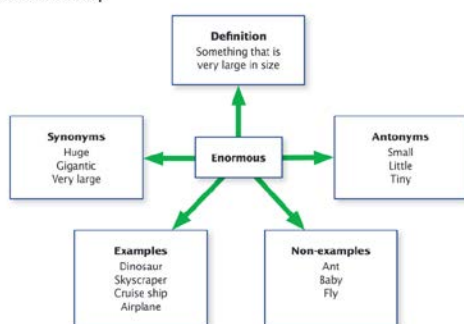 Definition
Something that is
very large in size
Synonyms
Huge
Gigantic
Very large
Enormous
Antonyms
Small
Little
Tiny
Examples
Dinosaur
Skyscraper
Cruise ship
Airplane
Non-examples
Ant
Baby
Fly